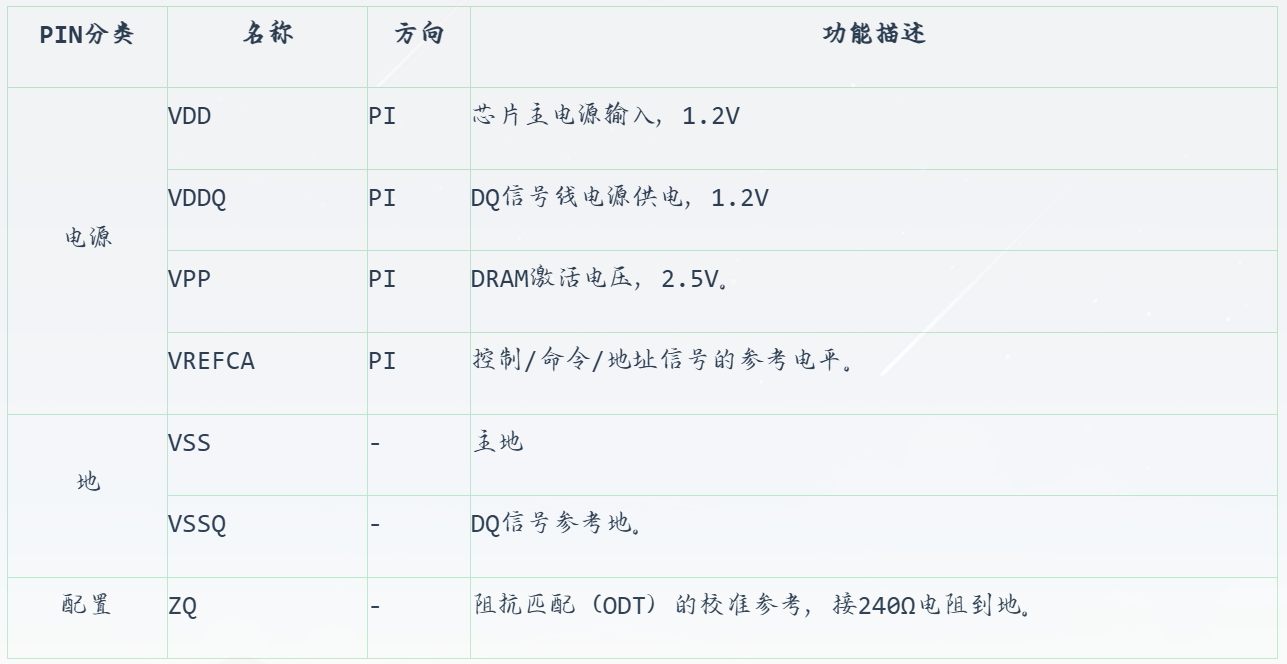 PIN分类 名称 方向 功能描述
VDD PI 芯片主电源输入, 1.2V
VDDQ PI DQ信号线电源供电, 1.2V
电源
VPP PI DRAM激活电压, 2.5V。
VREFCA PI 控制/命令/地址信号的参考电平。
VSS - 主地
地
VSSQ - DQ信号参考地。
配置 ZQ - 阻抗匹配（ODT）的校准参考, 接240Ω电阻到地。